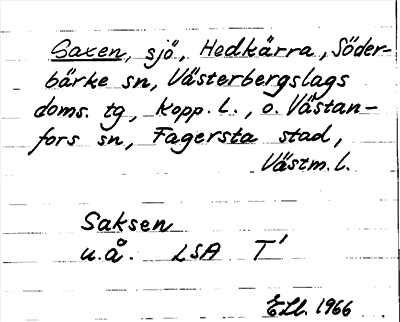 Saxen, sjö, Hedkärra, Söder-
bärke sn, Västerbergslags
doms. tg, Kopp. l., o. Västan-
fors sn, Fagersta stad,
Västm. l.
Saksen
u.å. LSA T'
1966